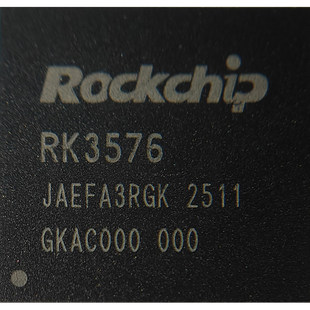 Rockchip
RK3576
JAEFA3RGK 2511
GKAC000 000